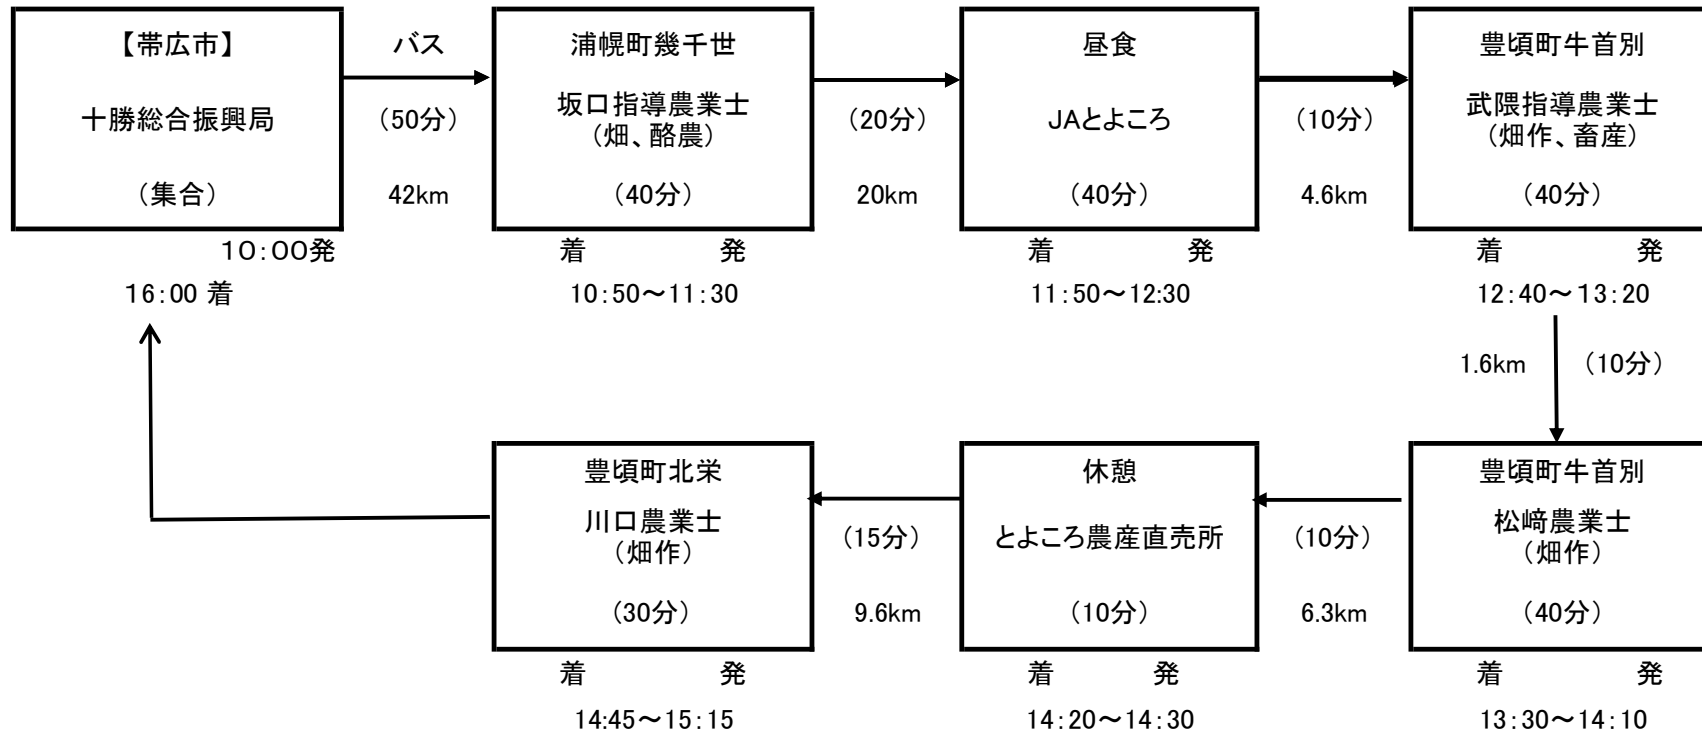 【帯広市】
十勝総合振興局
(集合)
10:00発
16:00 着
バス
(50分)
42km
浦幌町幾千世
坂口指導農業士
(畑、酪農)
(40分)
着 発
10:50～11:30
(20分)
20km
昼食
JAとよころ
(40分)
着 発
11:50～12:30
(10分)
4.6km
豊頃町牛首別
武隈指導農業士
(畑作、畜産)
(40分)
着 発
12:40～13:20
1.6km (10分)
豊頃町牛首別
松﨑農業士
(畑作)
(40分)
着 発
13:30～14:10
(10分)
6.3km
休憩
とよころ農産直売所
(10分)
着 発
14:20～14:30
(15分)
9.6km
豊頃町北栄
川口農業士
(畑作)
(30分)
着 発
14:45～15:15